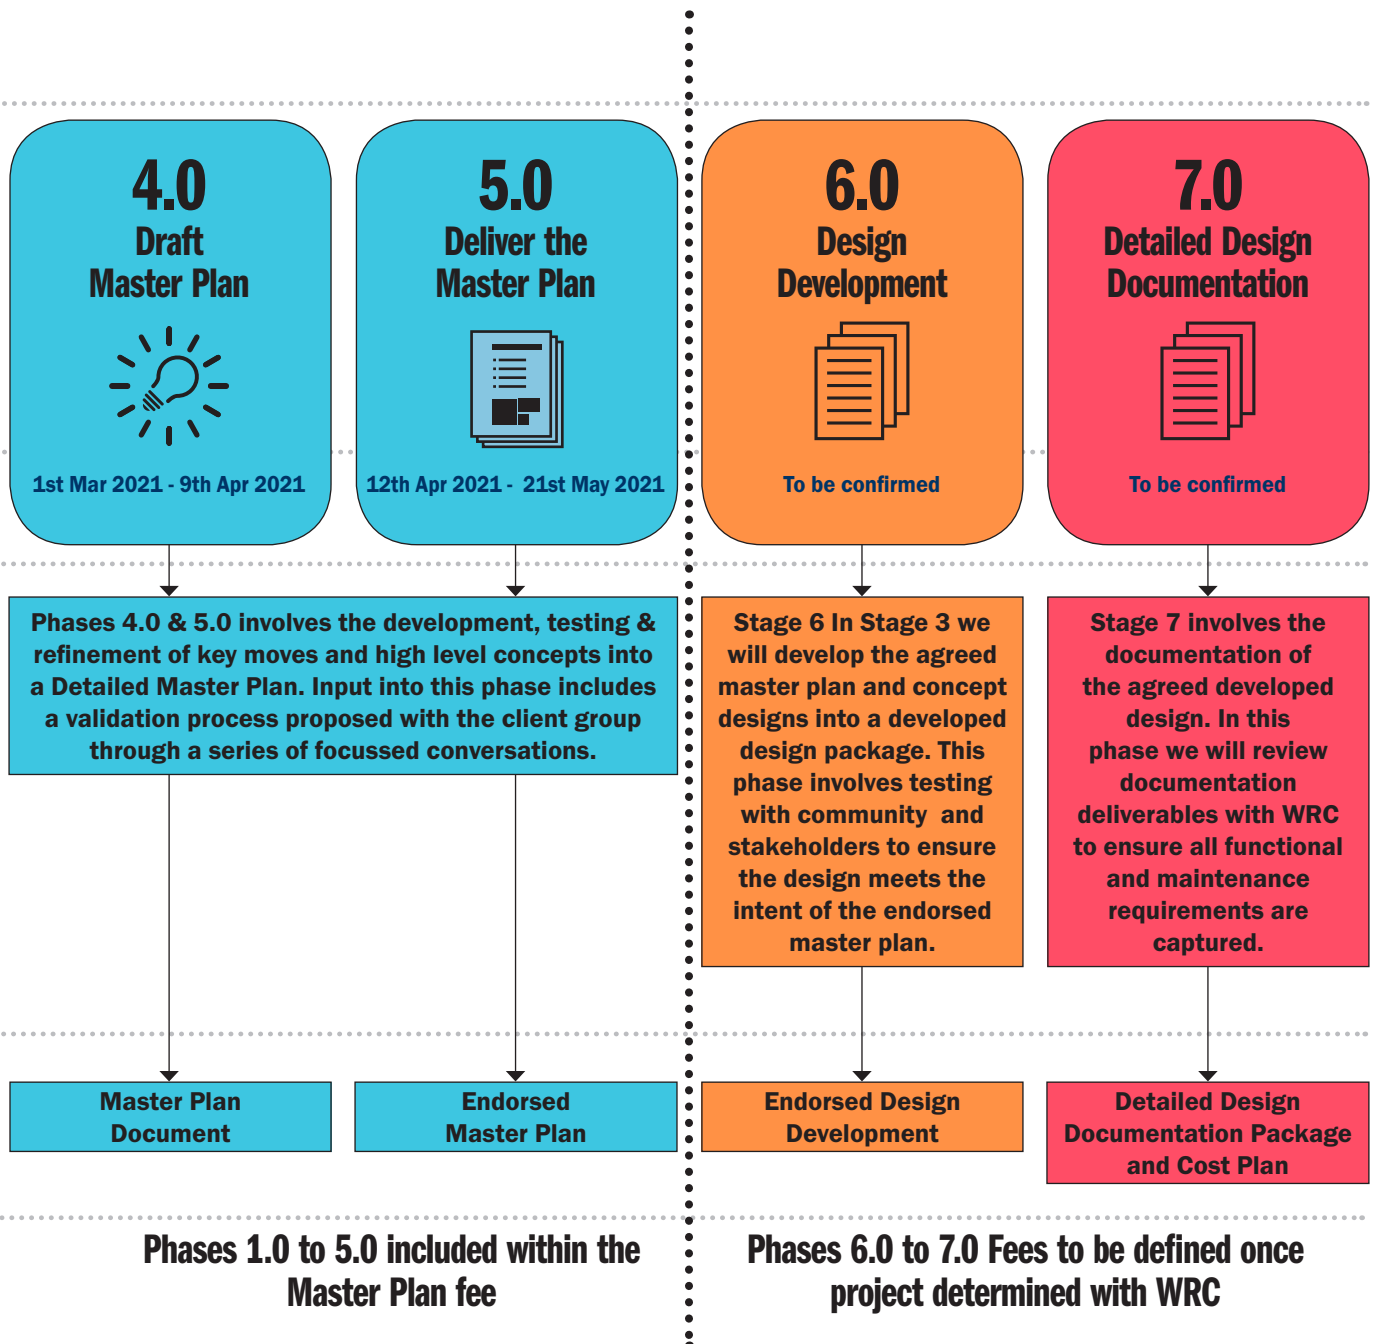 4.0
Draft
Master Plan
1st Mar 2021 - 9th Apr 2021
5.0
Deliver the
Master Plan
12th Apr 2021 -  21st May 2021
6.0
Design
Development
To be confirmed
7.0
Detailed Design
Documentation
To be confirmed
Phases 4.0 & 5.0 involves the development, testing &
refinement of key moves and high level concepts into
a Detailed Master Plan. Input into this phase includes
a validation process proposed with the client group
through a series of focussed conversations.
Stage 6 In Stage 3 we
will develop the agreed
master plan and concept
designs into a developed
design package. This
phase involves testing
with community  and
stakeholders to ensure
the design meets the
intent of the endorsed
master plan.
Stage 7 involves the
documentation of
the agreed developed
design. In this
phase we will review
documentation
deliverables with WRC
to ensure all functional
and maintenance
requirements are
captured.
Master Plan
Document
Endorsed
Master Plan
Endorsed Design
Development
Detailed Design
Documentation Package
and Cost Plan
Phases 1.0 to 5.0 included within the
Master Plan fee
Phases 6.0 to 7.0 Fees to be defined once
project determined with WRC